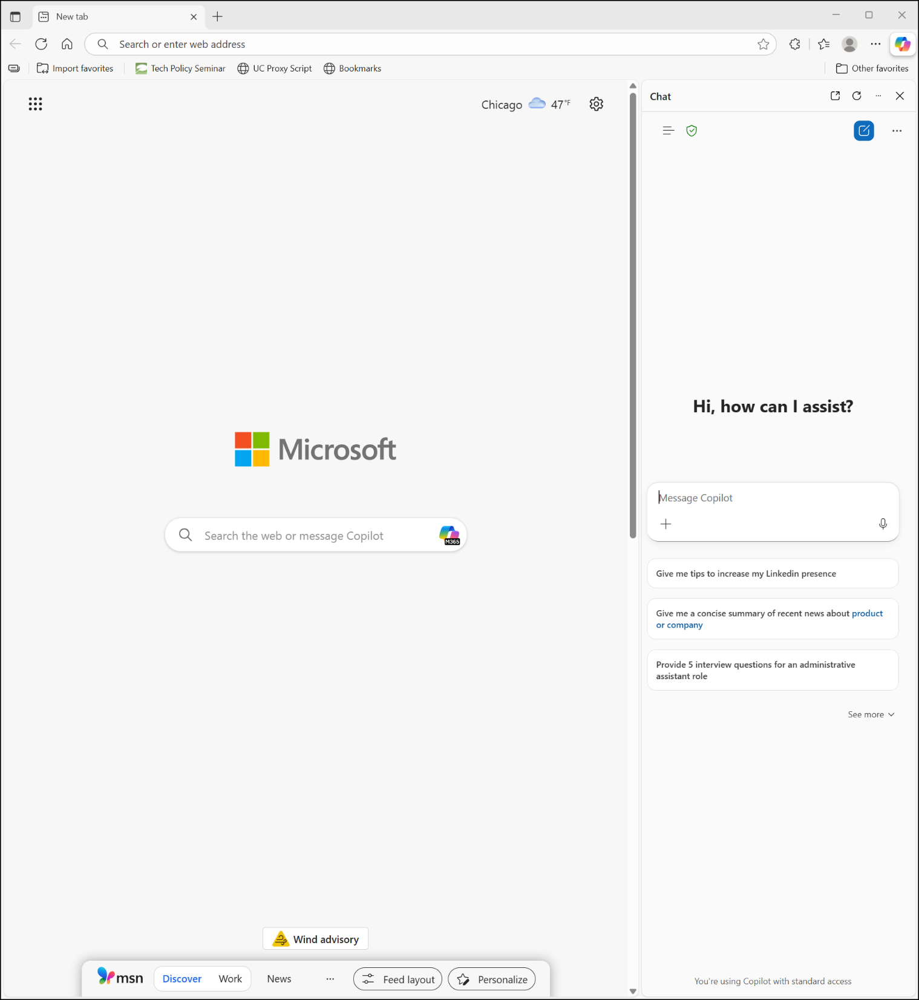 New tab
Search or enter web address
Import favorites
Tech Policy Seminar
UC Proxy Script
Bookmarks
Other favorites
Chicago 47°F
Microsoft
Search the web or message Copilot
M365
Wind advisory
msn
Discover
Work
News
Feed layout
Personalize
Chat
Hi, how can I assist?
Message Copilot
Give me tips to increase my Linkedin presence
Give me a concise summary of recent news about product
or company
Provide 5 interview questions for an administrative
assistant role
See more
You're using Copilot with standard access